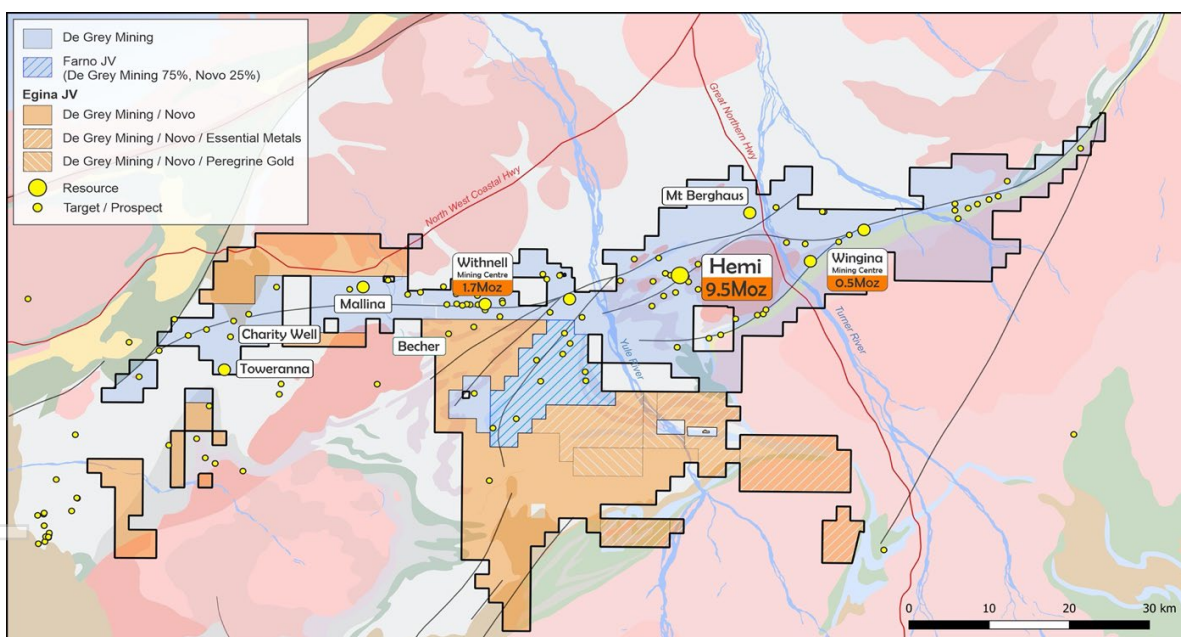 De Grey Mining
Farno JV
(De Grey Mining 75%, Novo 25%)
Egina JV
De Grey Mining / Novo
De Grey Mining / Novo / Essential Metals
De Grey Mining / Novo / Peregrine Gold
Resource
Target / Prospect
North West Coastal Hwy
Great Northern Hwy
Mt Berghaus
Withnell
Mining Centre
1.7Moz
Hemi
9.5Moz
Wingina
Mining Centre
0.5Moz
Mallina
Charity Well
Becher
Toweranna
Yule River
Turner River
0 10 20 30 km